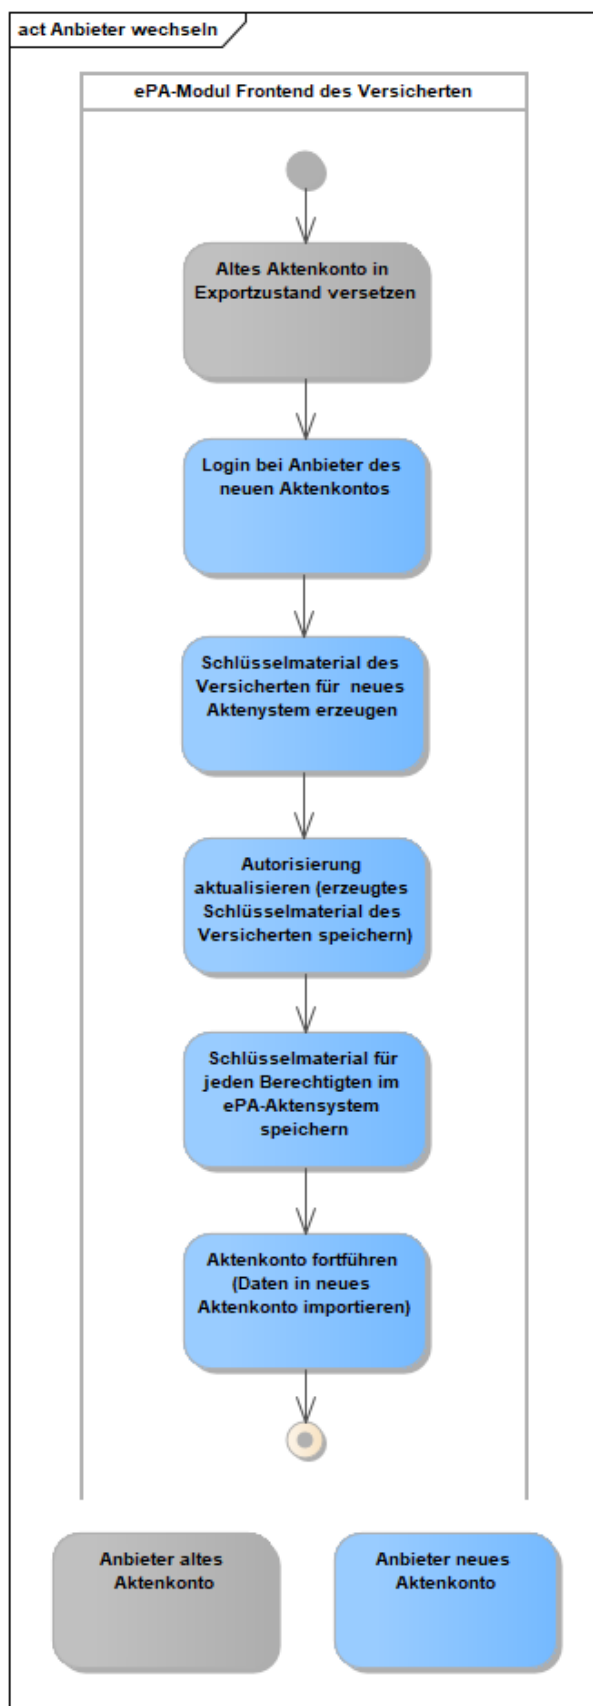 act Anbieter wechseln
ePA-Modul Frontend des Versicherten
Altes Aktenkonto in
Exportzustand versetzen
Login bei Anbieter des
neuen Aktenkontos
Schlüsselmaterial des
Versicherten für neues
Aktenystem erzeugen
Autorisierung
aktualisieren (erzeugtes
Schlüsselmaterial des
Versicherten speichern)
Schlüsselmaterial für
jeden Berechtigten im
ePA-Aktensystem
speichern
Aktenkonto fortführen
(Daten in neues
Aktenkonto importieren)
Anbieter altes
Aktenkonto
Anbieter neues
Aktenkonto